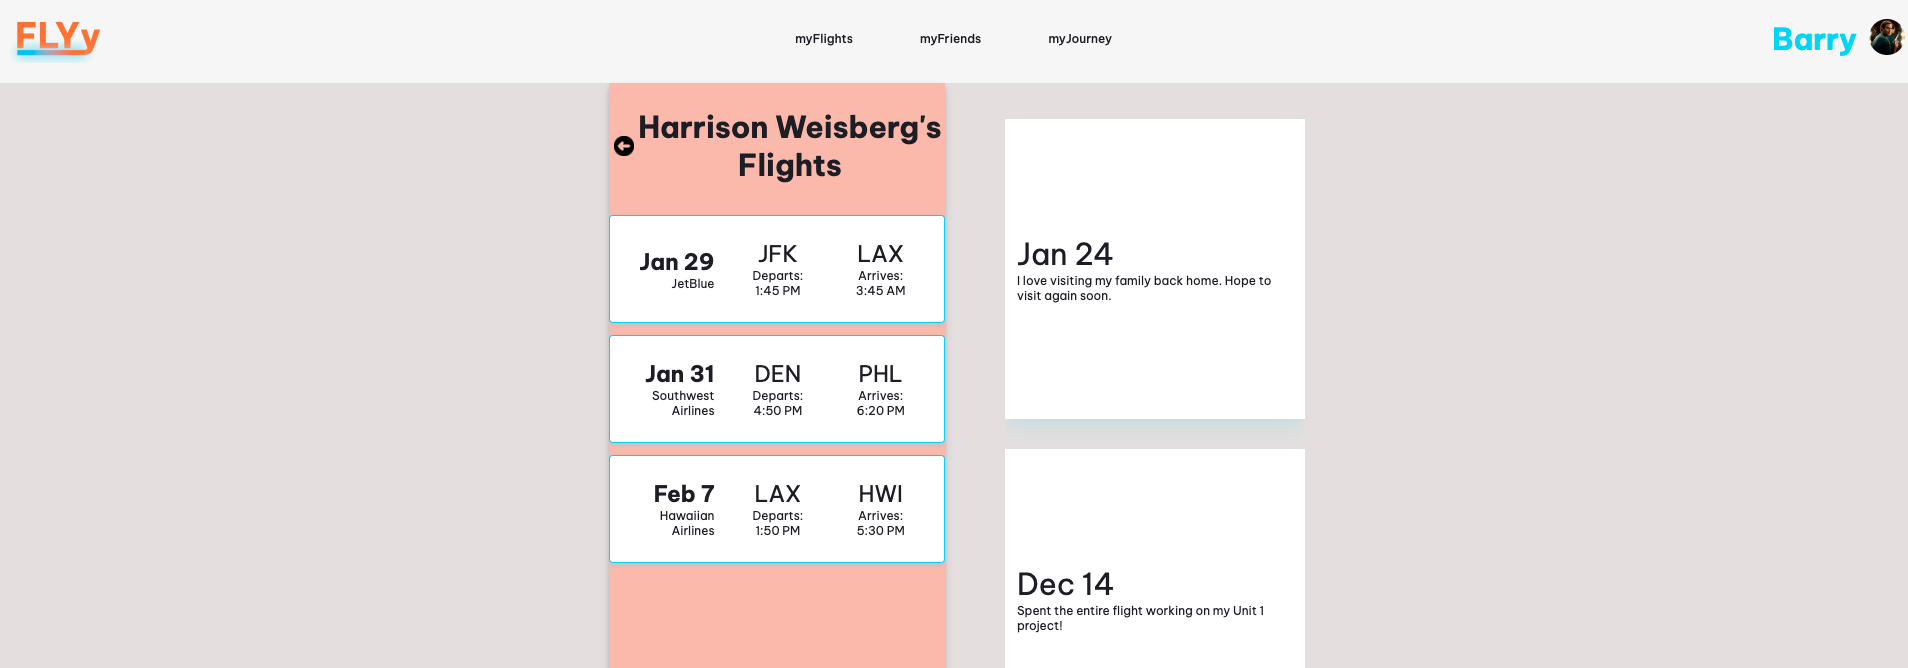 FLYy
myFlights
myFriends
myJourney
Barry
Harrison Weisberg's
Flights
Jan 29
JetBlue
JFK
Departs:
1:45 PM
LAX
Arrives:
3:45 AM
Jan 31
Southwest
Airlines
DEN
Departs:
4:50 PM
PHL
Arrives:
6:20 PM
Feb 7
Hawaiian
Airlines
LAX
Departs:
1:50 PM
HWI
Arrives:
5:30 PM
Jan 24
I love visiting my family back home. Hope to
visit again soon.
Dec 14
Spent the entire flight working on my Unit 1
project!